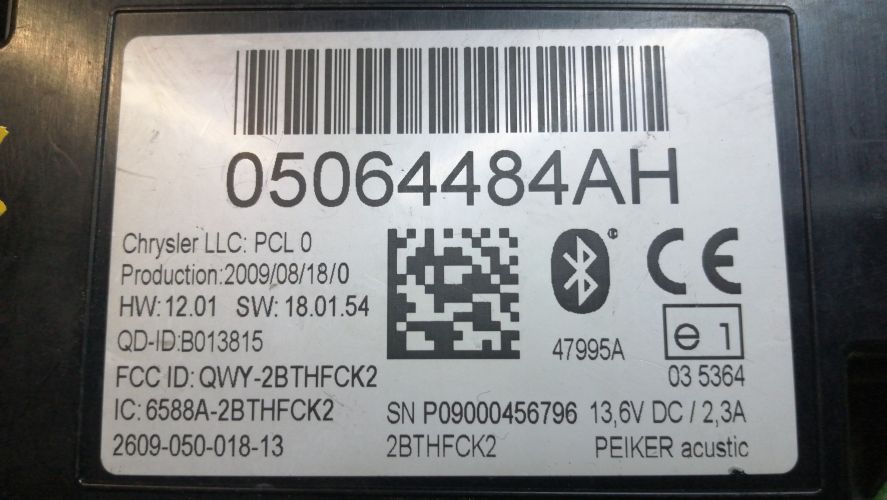 05064484AH
Chrysler LLC: PCL 0
Production:2009/08/18/0
HW: 12.01 SW: 18.01.54
QD-ID:B013815
FCC ID: QWY-2BTHFCK2
IC: 6588A-2BTHFCK2
2609-050-018-13
47995A
CE
e 1
03 5364
SN P09000456796 13,6V DC / 2,3A
2BTHFCK2 PEIKER acustic